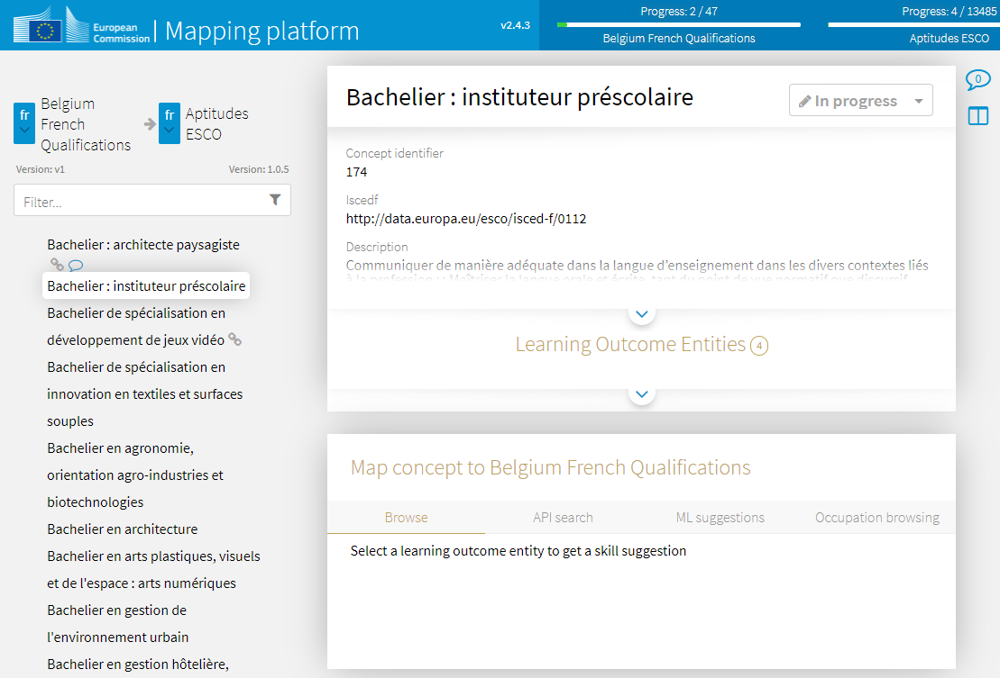 European
Commission
Mapping platform
v2.4.3
Progress: 2 / 47
Belgium French Qualifications
Progress: 4 / 13485
Aptitudes ESCO
fr
Belgium
French
Qualifications
fr
Aptitudes
ESCO
Version: v1
Version: 1.0.5
Filter...
Bachelier : architecte paysagiste
Bachelier : instituteur préscolaire
Bachelier de spécialisation en
développement de jeux vidéo
Bachelier de spécialisation en
innovation en textiles et surfaces
souples
Bachelier en agronomie,
orientation agro-industries et
biotechnologies
Bachelier en architecture
Bachelier en arts plastiques, visuels
et de l'espace : arts numériques
Bachelier en gestion de
l'environnement urbain
Bachelier en gestion hôtelière,
Bachelier : instituteur préscolaire
In progress
0
Concept identifier
174
Iscedf
http://data.europa.eu/esco/isced-f/0112
Description
Communiquer de manière adéquate dans la langue d’enseignement dans les divers contextes liés
à la profession : • Maîtriser la langue orale et écrite, tant du point de vue normatif que discursif
Learning Outcome Entities 4
Map concept to Belgium French Qualifications
Browse
API search
ML suggestions
Occupation browsing
Select a learning outcome entity to get a skill suggestion